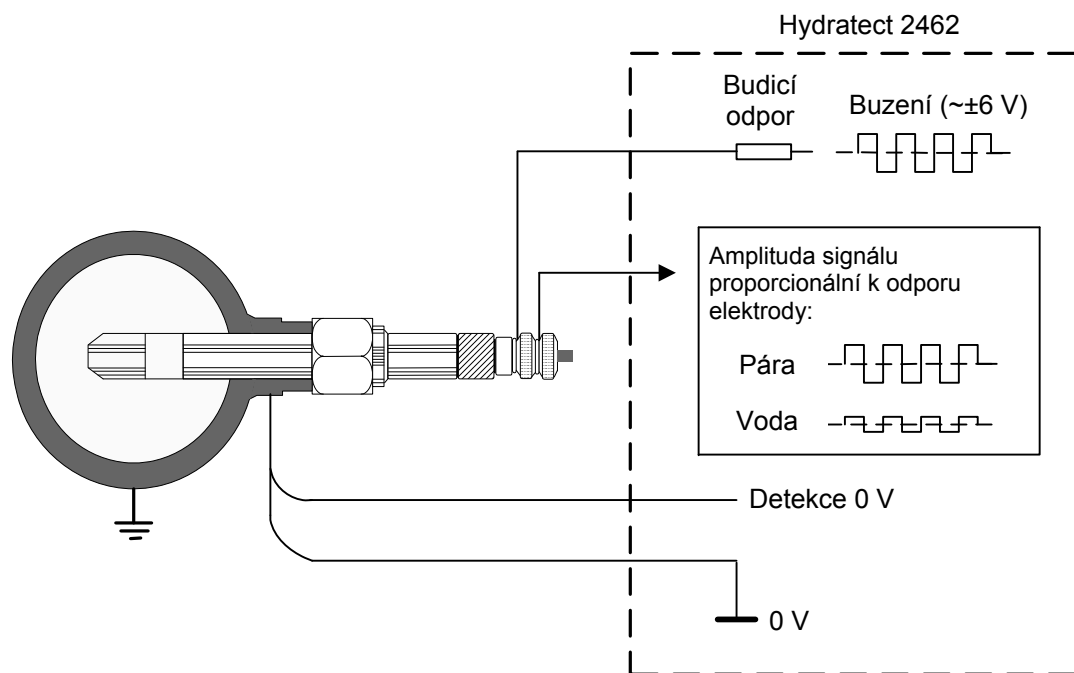 Hydratect 2462
Budicí
odpor
Buzení (~±6 V)
Amplituda signálu
proporcionální k odporu
elektrody:
Pára
Voda
Detekce 0 V
0 V